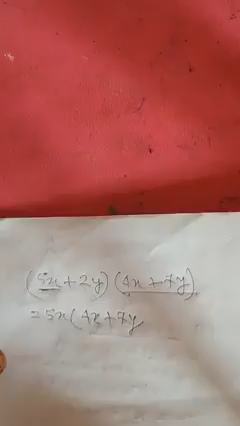 (5x + 2y) (4x + 7y)
= 5x (4x + 7y